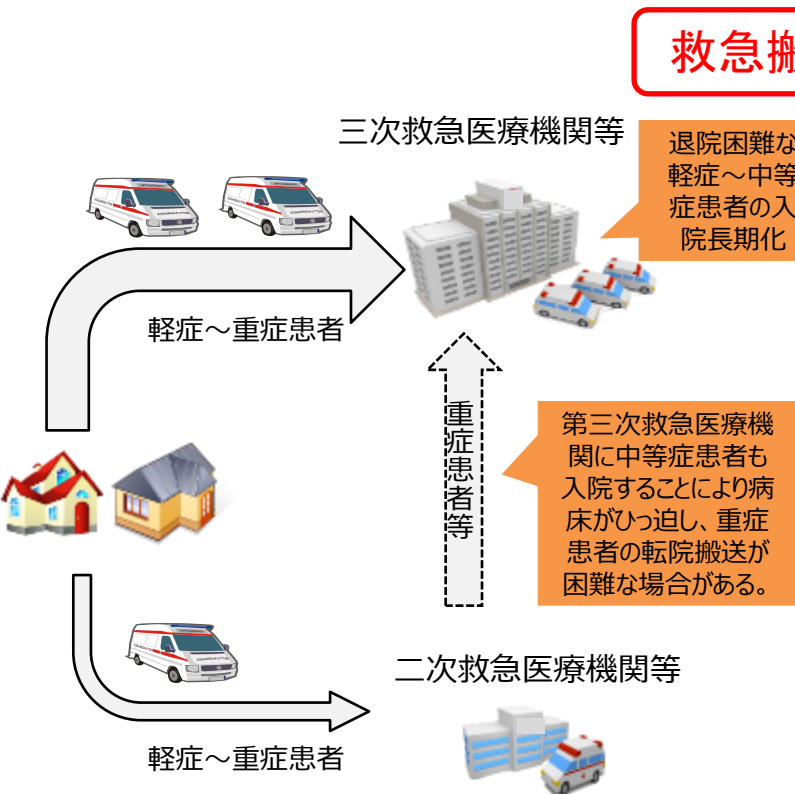 救急搬
三次救急医療機関等
退院困難な
軽症～中等
症患者の入
院長期化
軽症～重症患者
重症患者等
第三次救急医療機
関に中等症患者も
入院することにより病
床がひっ迫し、重症
患者の転院搬送が
困難な場合がある。
二次救急医療機関等
軽症～重症患者